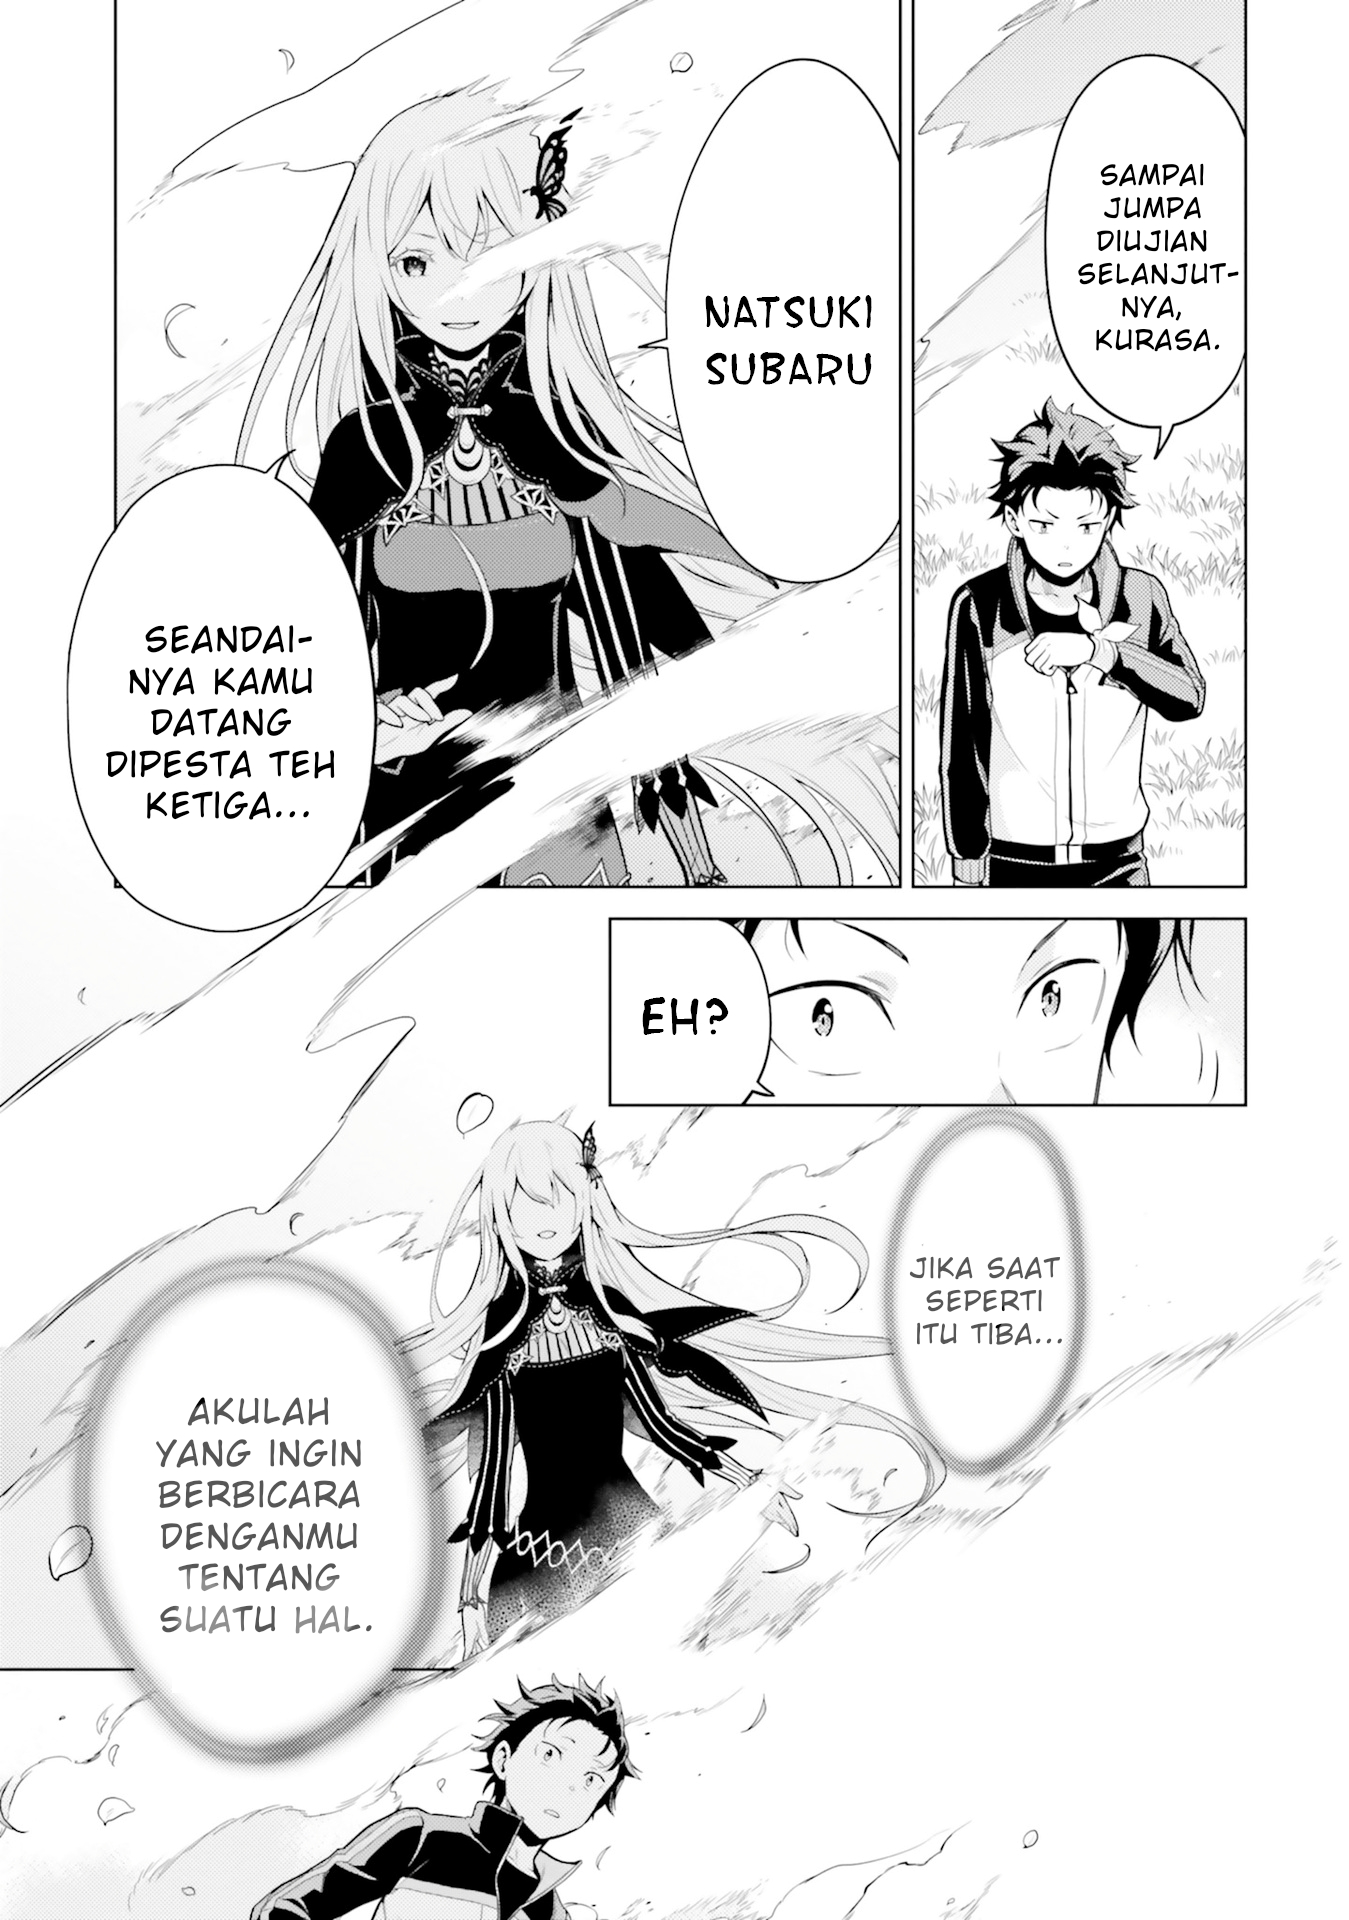 SAMPAI
JUMPA
DIUJIAN
SELANJUT-
NYA,
KURASA.
NATSUKI
SUBARU
SEANDAI-
NYA KAMU
DATANG
DIPESTA TEH
KETIGA...
EH?
JIKA SAAT
SEPERTI
ITU TIBA...
AKULAH
YANG INGIN
BERBICARA
DENGANMU
TENTANG
SUATU HAL.